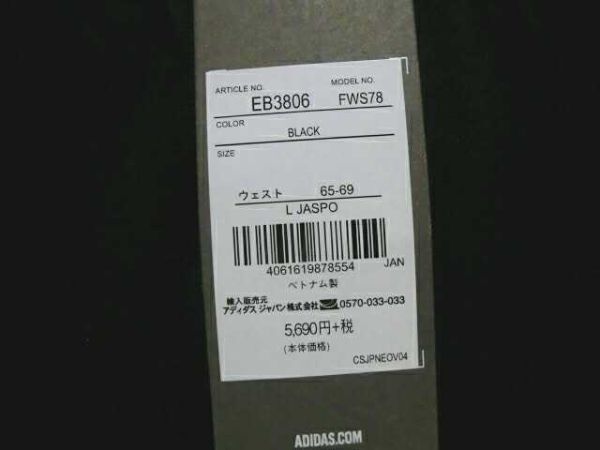 ARTICLE NO. MODEL NO.
EB3806 FWS78
COLOR
BLACK
SIZE
ウェスト 65-69
L JASPO
4061619878554 JAN
ベトナム製
輸入販売元
アディダス ジャパン株式会社 0570-033-033
5,690円+税
(本体価格)
CSJPNEOV04
ADIDAS.COM